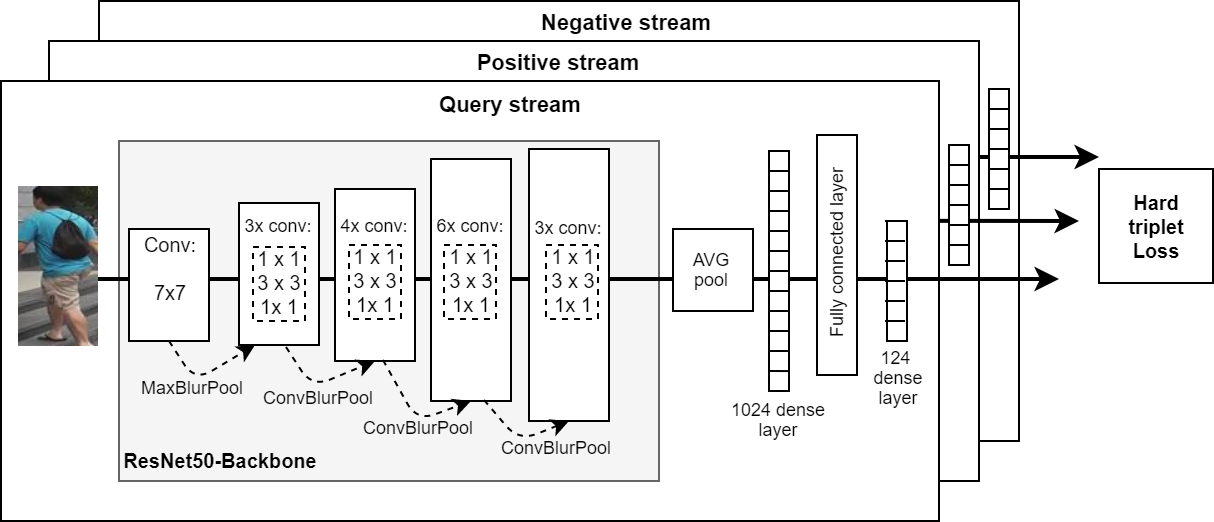 Negative stream
Positive stream
Query stream
Conv:
7x7
3x conv:
1 x 1
3 x 3
1x 1
4x conv:
1 x 1
3 x 3
1x 1
6x conv:
1 x 1
3 x 3
1x 1
3x conv:
1 x 1
3 x 3
1x 1
MaxBlurPool
ConvBlurPool
ConvBlurPool
ConvBlurPool
ResNet50-Backbone
AVG
pool
1024 dense
layer
Fully connected layer
124
dense
layer
Hard
triplet
Loss